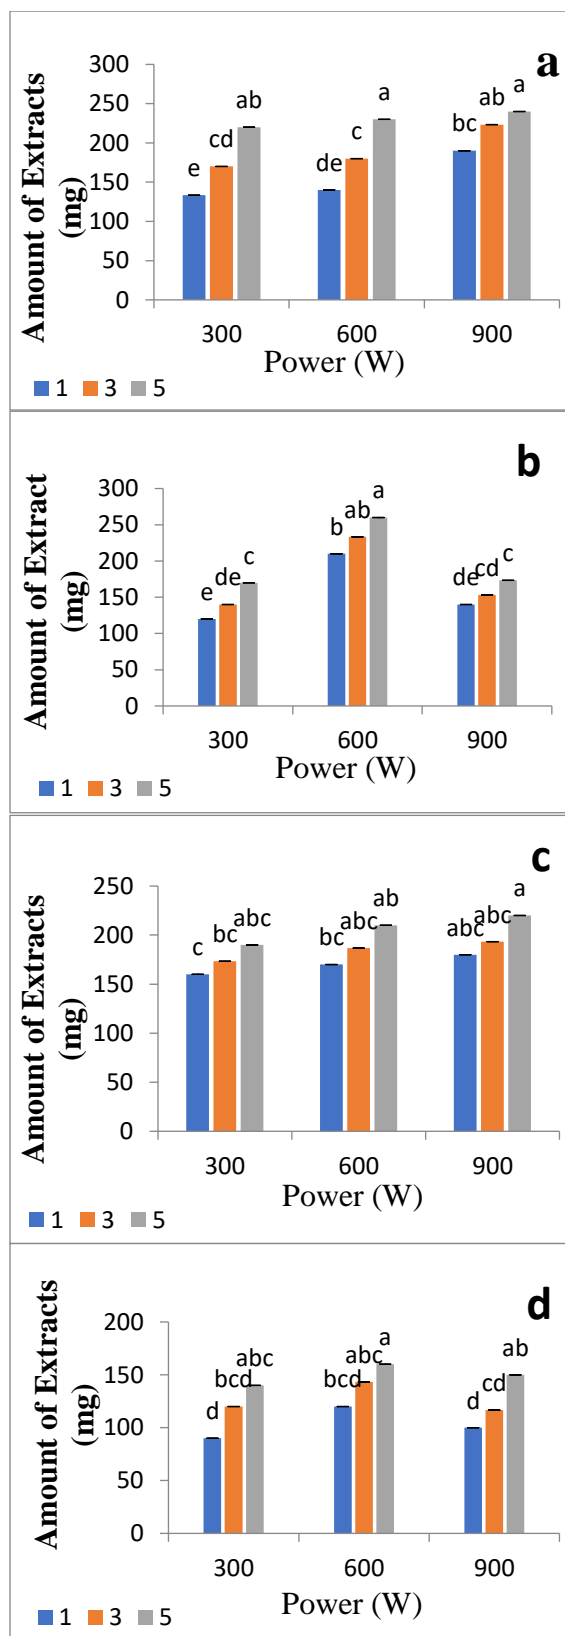 a
300
250
200
150
100
50
0
Amount of Extracts
(mg)
e cd ab de c a bc ab a
300 600 900
Power (W)
1 3 5
b
300
250
200
150
100
50
0
Amount of Extract
(mg)
e de c b ab a de cd c
300 600 900
Power (W)
1 3 5
c
250
200
150
100
50
0
Amount of Extracts
(mg)
c bc abc bc abc ab abc abc a
300 600 900
Power (W)
1 3 5
d
200
150
100
50
0
Amount of Extracts
(mg)
d bcd abc bcd abc a d cd ab
300 600 900
Power (W)
1 3 5